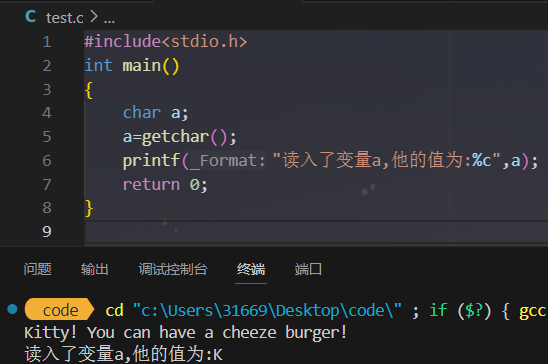 C test.c > ...
1 #include<stdio.h>
2 int main()
3 {
4 char a;
5 a=getchar();
6 printf(_Format:"读入了变量a,他的值为:%c",a);
7 return 0;
8 }
9
问题 输出 调试控制台 终端 端口
code cd "c:\Users\31669\Desktop\code\" ; if ($?) { gcc
Kitty! You can have a cheeze burger!
读入了变量a,他的值为:K